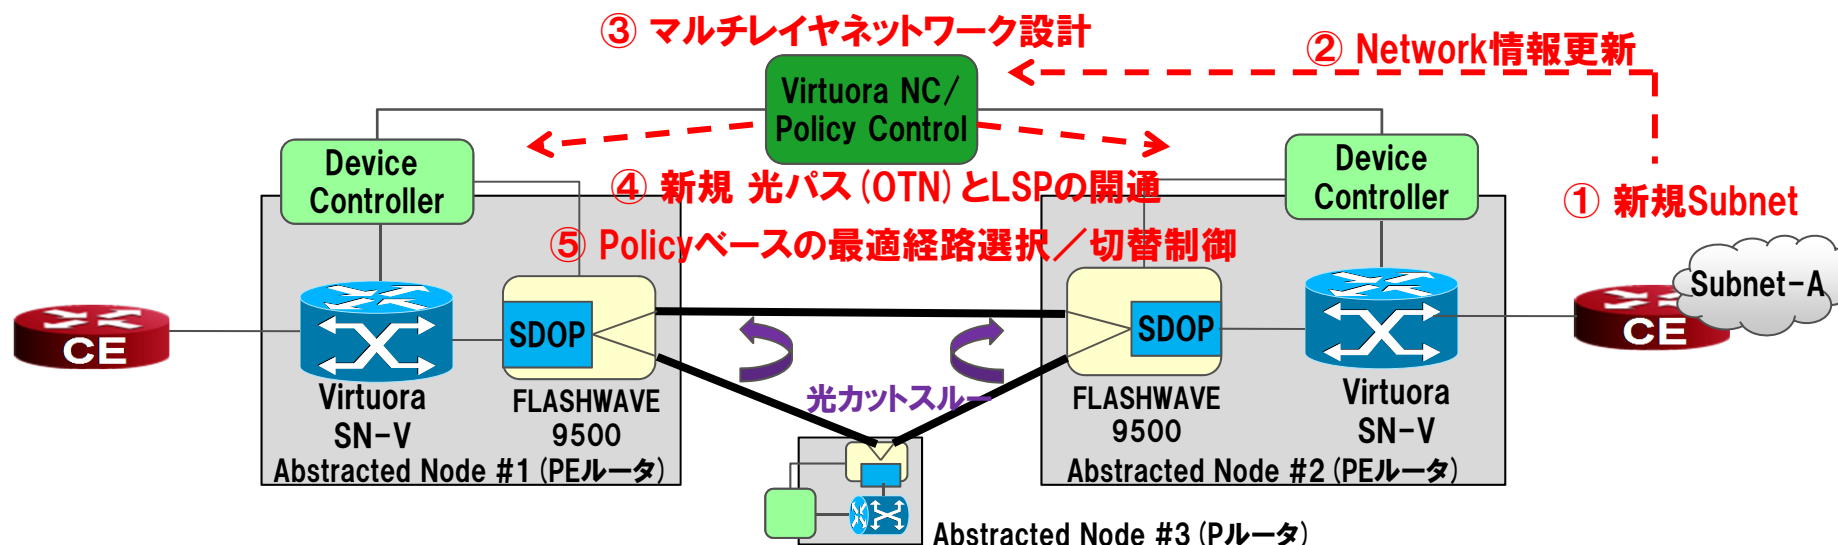 ③ マルチレイヤネットワーク設計
② Network情報更新
Virtuora NC/
Policy Control
Device
Controller
Device
Controller
④ 新規 光パス(OTN)とLSPの開通
① 新規Subnet
⑤ Policyベースの最適経路選択／切替制御
Subnet-A
SDOP
SDOP
CE
CE
光カットスルー
Virtuora
SN-V
FLASHWAVE
9500
FLASHWAVE
9500
Virtuora
SN-V
Abstracted Node #1 (PEルータ)
Abstracted Node #2 (PEルータ)
Abstracted Node #3 (Pルータ)